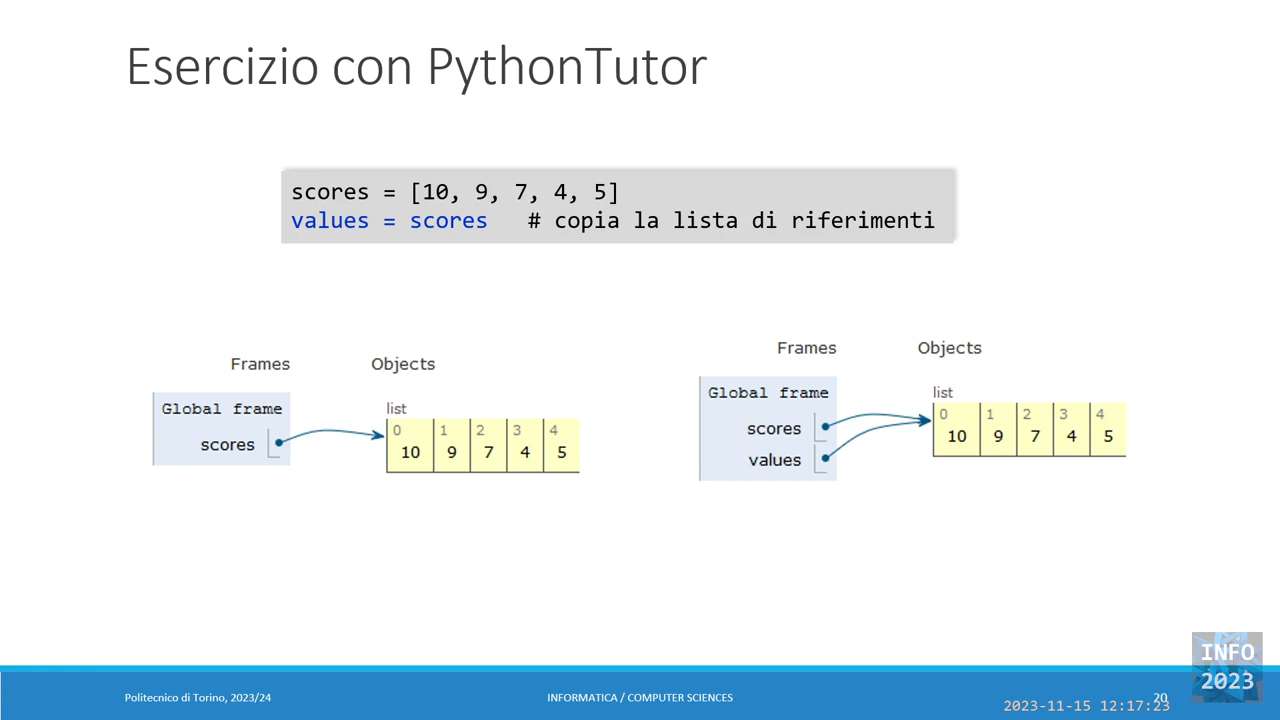 Esercizio con PythonTutor
scores = [10, 9, 7, 4, 5]
values = scores   # copia la lista di riferimenti
Frames Objects
Global frame
scores
list
0 1 2 3 4
10 9 7 4 5
Frames Objects
Global frame
scores
values
list
0 1 2 3 4
10 9 7 4 5
INFO
2023
Politecnico di Torino, 2023/24
INFORMATICA / COMPUTER SCIENCES
20
2023-11-15 12:17:23